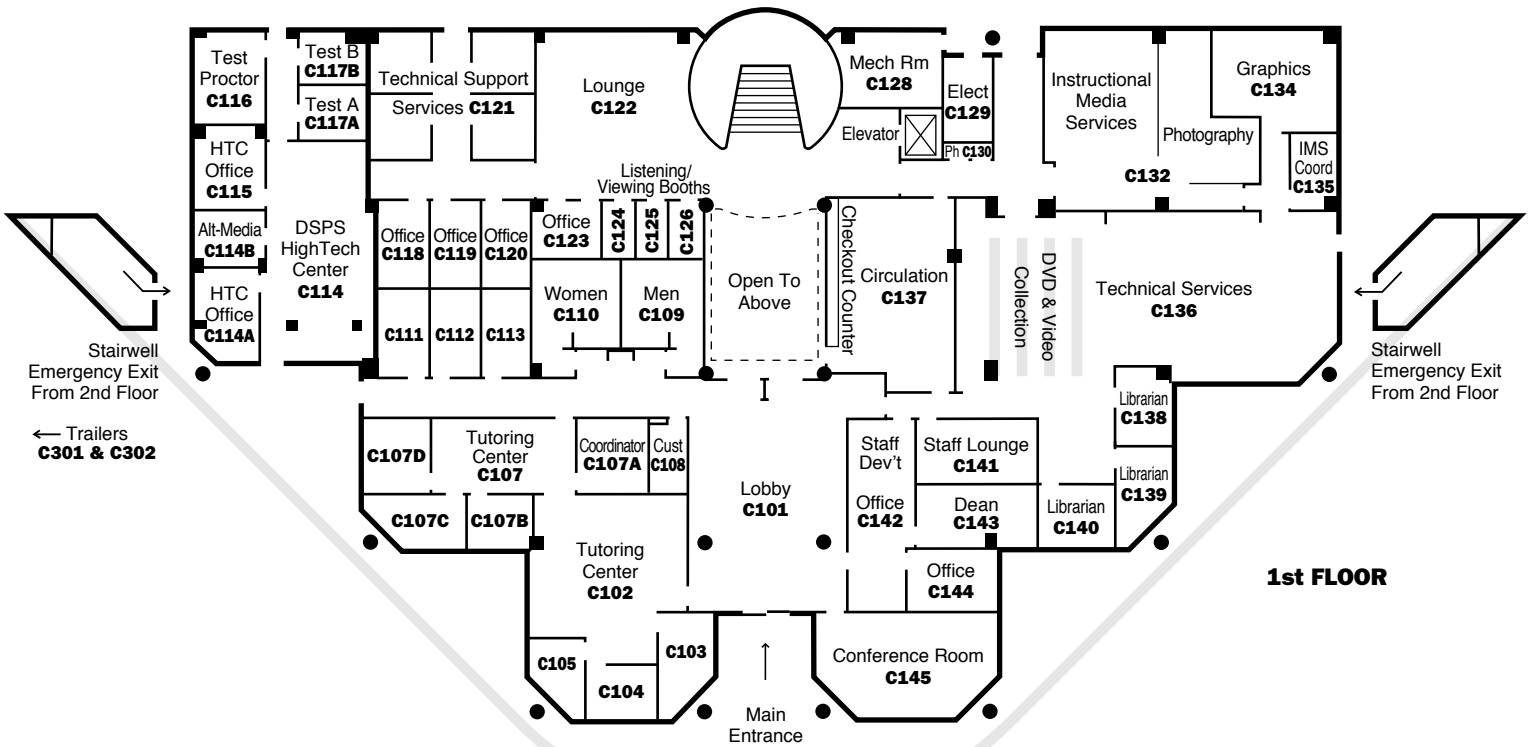 Test
Proctor
C116
Test B
C117B
Test A
C117A
Technical Support
Services C121
Lounge
C122
Mech Rm
C128
Elevator
Elect
C129
Ph C130
Instructional
Media
Services
Photography
C132
Graphics
C134
IMS
Coord
C135
HTC
Office
C115
Alt-Media
C114B
HTC
Office
C114A
DSPS
HighTech
Center
C114
Office
C118
Office
C119
Office
C120
Listening/
Viewing Booths
Office
C123
C124
C125
C126
Women
C110
Men
C109
C111
C112
C113
Open To
Above
Checkout Counter
Circulation
C137
DVD & Video
Collection
Technical Services
C136
Stairwell
Emergency Exit
From 2nd Floor
← Trailers
C301 & C302
Stairwell
Emergency Exit
From 2nd Floor
Librarian
C138
Librarian
C139
Librarian
C140
C107D
Tutoring
Center
C107
Coordinator
C107A
Cust
C108
C107C
C107B
Lobby
C101
Staff
Dev't
Office
C142
Staff Lounge
C141
Dean
C143
Office
C144
Tutoring
Center
C102
C105
C104
C103
Conference Room
C145
Main
Entrance
1st FLOOR